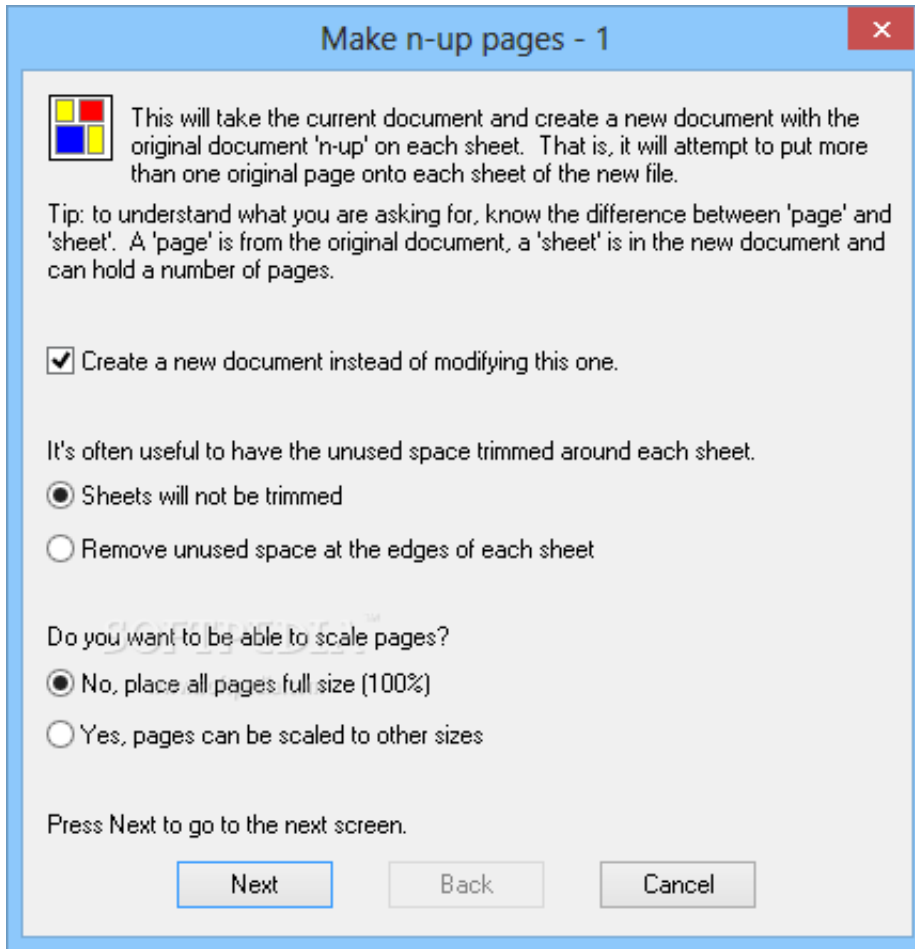 Make n-up pages - 1
This will take the current document and create a new document with the
original document 'n-up' on each sheet. That is, it will attempt to put more
than one original page onto each sheet of the new file.
Tip: to understand what you are asking for, know the difference between 'page' and
'sheet'. A 'page' is from the original document, a 'sheet' is in the new document and
can hold a number of pages.
Create a new document instead of modifying this one.
It's often useful to have the unused space trimmed around each sheet.
Sheets will not be trimmed
Remove unused space at the edges of each sheet
SOFTPEDIA™
Do you want to be able to scale pages?
No, place all pages full size (100%)
Yes, pages can be scaled to other sizes
Press Next to go to the next screen.
Next Back Cancel